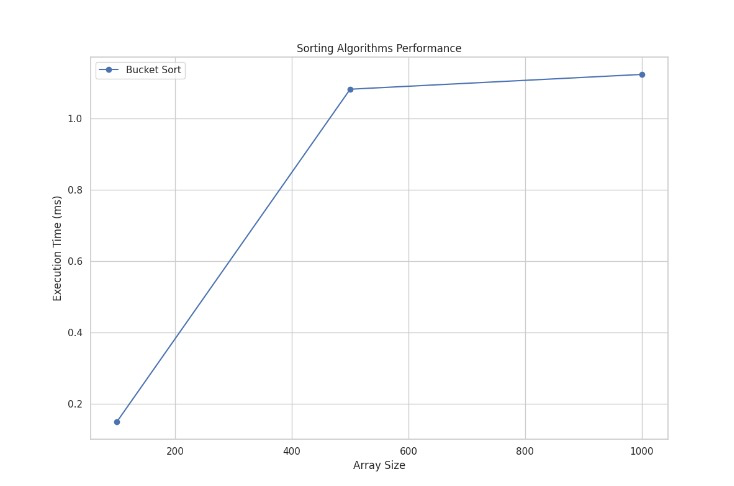 Sorting Algorithms Performance
Bucket Sort
1.0
0.8
0.6
0.4
0.2
Execution Time (ms)
200 400 600 800 1000
Array Size